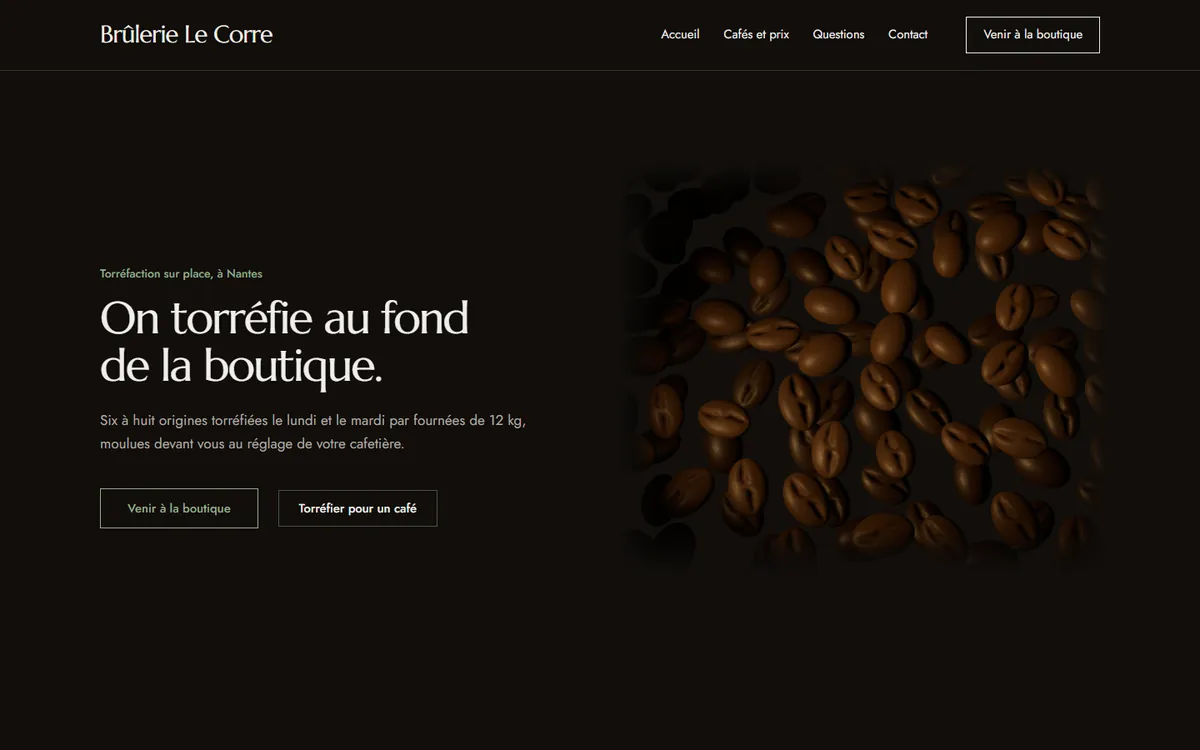 Brûlerie Le Corre
Accueil
Cafés et prix
Questions
Contact
Venir à la boutique
Torréfaction sur place, à Nantes
On torréfie au fond
de la boutique.
Six à huit origines torréfiées le lundi et le mardi par fournées de 12 kg,
moulues devant vous au réglage de votre cafetière.
Venir à la boutique
Torréfier pour un café